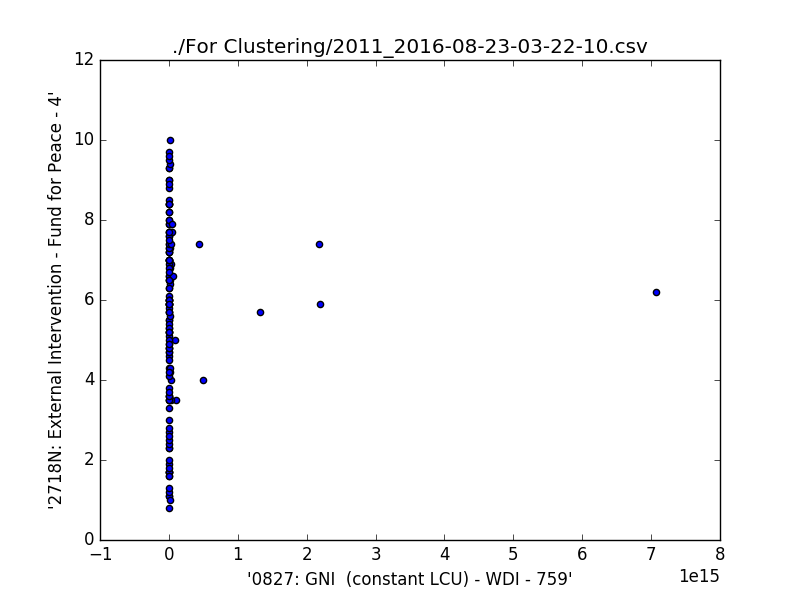 ./For Clustering/2011_2016-08-23-03-22-10.csv
12
10
8
6
4
2
0
'2718N: External Intervention - Fund for Peace - 4'
−1 0 1 2 3 4 5 6 7 8
1e15
'0827: GNI  (constant LCU) - WDI - 759'